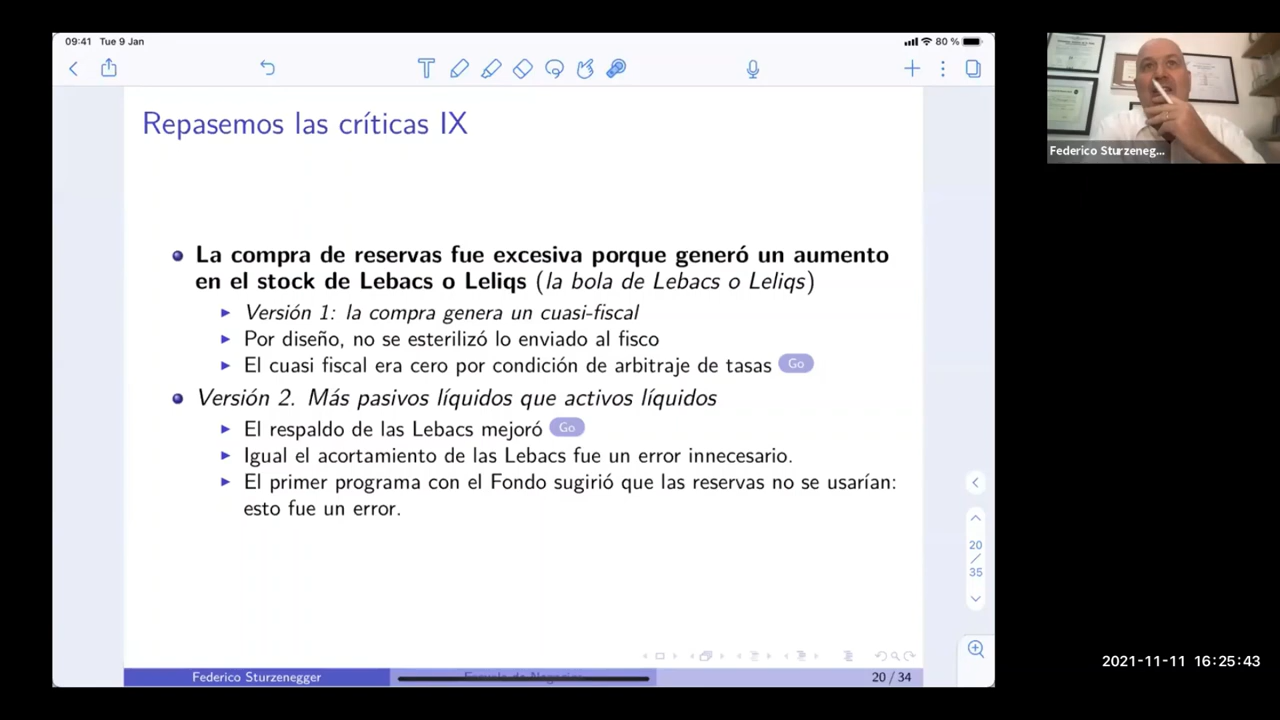 09:41 Tue 9 Jan
80 %
Repasemos las críticas IX
La compra de reservas fue excesiva porque generó un aumento
en el stock de Lebacs o Leliqs (la bola de Lebacs o Leliqs)
Versión 1: la compra genera un cuasi-fiscal
Por diseño, no se esterilizó lo enviado al fisco
El cuasi fiscal era cero por condición de arbitraje de tasas Go
Versión 2. Más pasivos líquidos que activos líquidos
El respaldo de las Lebacs mejoró Go
Igual el acortamiento de las Lebacs fue un error innecesario.
El primer programa con el Fondo sugirió que las reservas no se usarían:
esto fue un error.
20
/
35
Federico Sturzenegger
Escuela de Negocios
20 / 34
Federico Sturzeneg...
2021-11-11 16:25:43